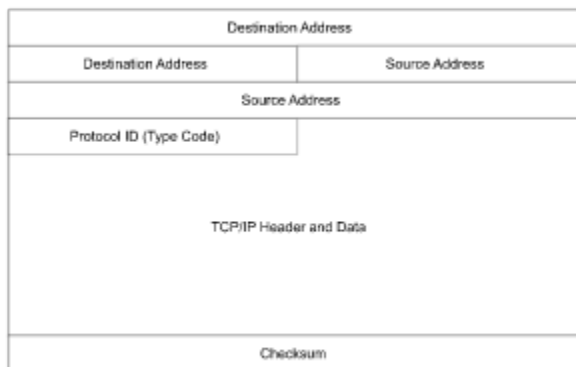 Destination Address
Destination Address Source Address
Source Address
Protocol ID (Type Code)
TCP/IP Header and Data
Checksum